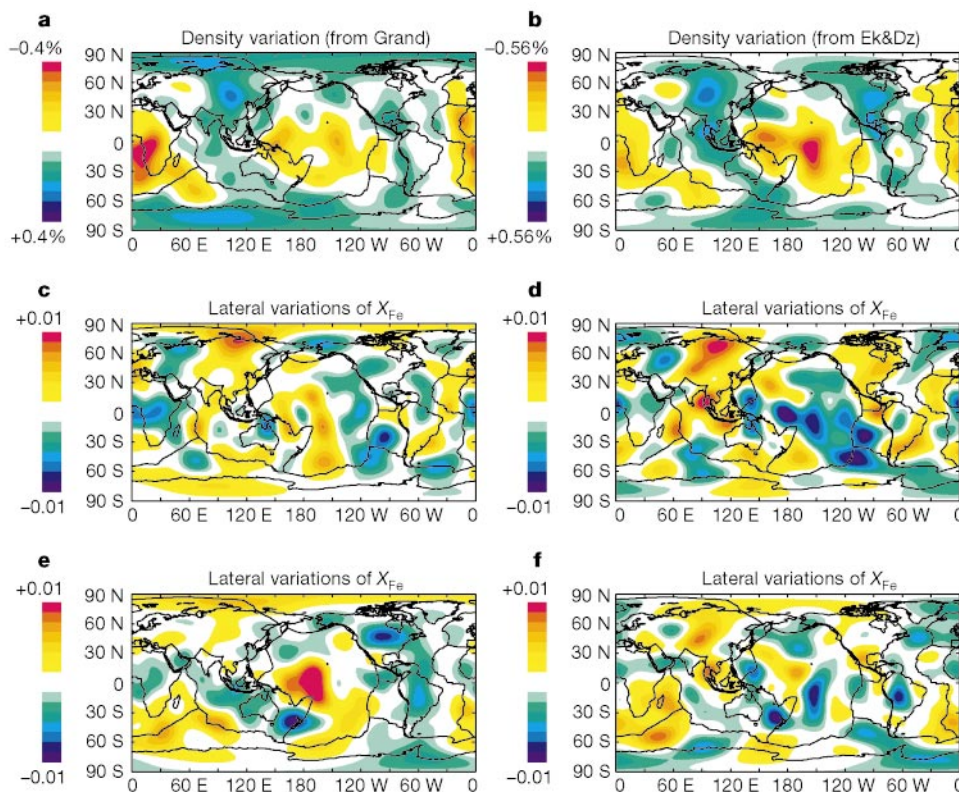 a
b
Density variation (from Grand)
Density variation (from Ek&Dz)
−0.4%
+0.4%
90 N
60 N
30 N
0
30 S
60 S
90 S
0 60 E 120 E 180 120 W 60 W 0
−0.56%
+0.56%
90 N
60 N
30 N
0
30 S
60 S
90 S
0 60 E 120 E 180 120 W 60 W 0
c
d
Lateral variations of XFe
Lateral variations of XFe
+0.01
−0.01
90 N
60 N
30 N
0
30 S
60 S
90 S
0 60 E 120 E 180 120 W 60 W 0
+0.01
−0.01
90 N
60 N
30 N
0
30 S
60 S
90 S
0 60 E 120 E 180 120 W 60 W 0
e
f
Lateral variations of XFe
Lateral variations of XFe
+0.01
−0.01
90 N
60 N
30 N
0
30 S
60 S
90 S
0 60 E 120 E 180 120 W 60 W 0
+0.01
−0.01
90 N
60 N
30 N
0
30 S
60 S
90 S
0 60 E 120 E 180 120 W 60 W 0